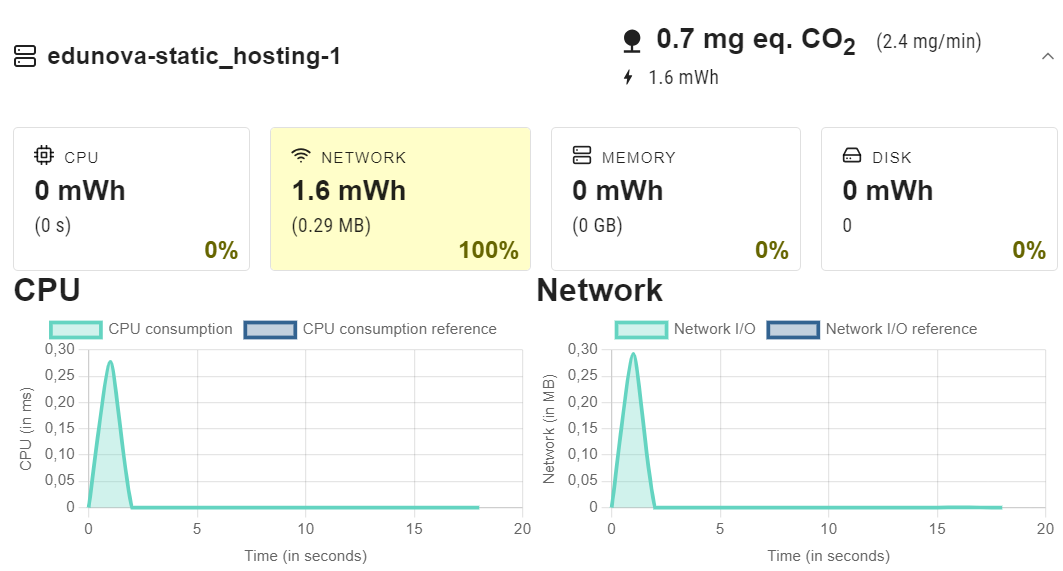 edunova-static_hosting-1
0.7 mg eq. CO2 (2.4 mg/min)
1.6 mWh
CPU
0 mWh
(0 s)
0%
NETWORK
1.6 mWh
(0.29 MB)
100%
MEMORY
0 mWh
(0 GB)
0%
DISK
0 mWh
0
0%
CPU
CPU consumption CPU consumption reference
0,30
0,25
0,20
0,15
0,10
0,05
0
CPU (in ms)
0 5 10 15 20
Time (in seconds)
Network
Network I/O Network I/O reference
0,30
0,25
0,20
0,15
0,10
0,05
0
Network (in MB)
0 5 10 15 20
Time (in seconds)